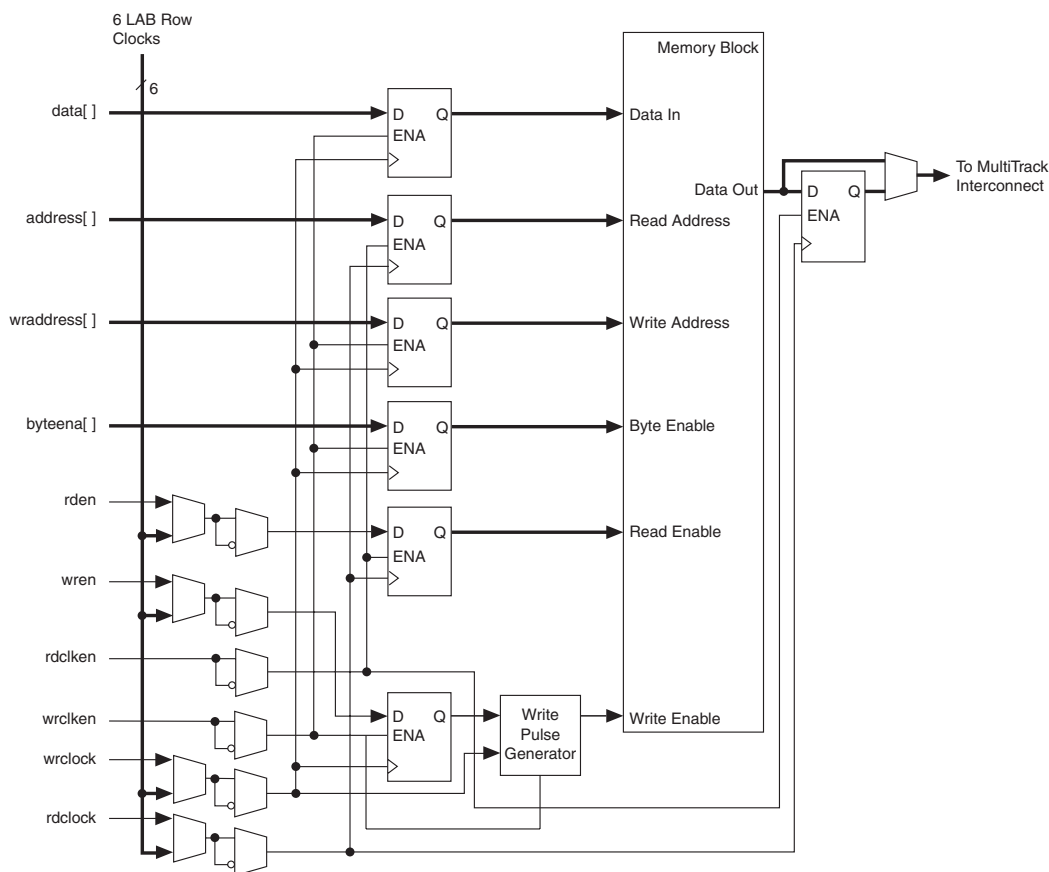 6 LAB Row
Clocks
6
Memory Block
data[ ]
D Q
ENA
Data In
To MultiTrack
Interconnect
Data Out
D Q
ENA
address[ ]
D Q
ENA
Read Address
wraddress[ ]
D Q
ENA
Write Address
byteena[ ]
D Q
ENA
Byte Enable
rden
D Q
ENA
Read Enable
wren
rdclken
wrclken
D Q
ENA
Write
Pulse
Generator
Write Enable
wrclock
rdclock